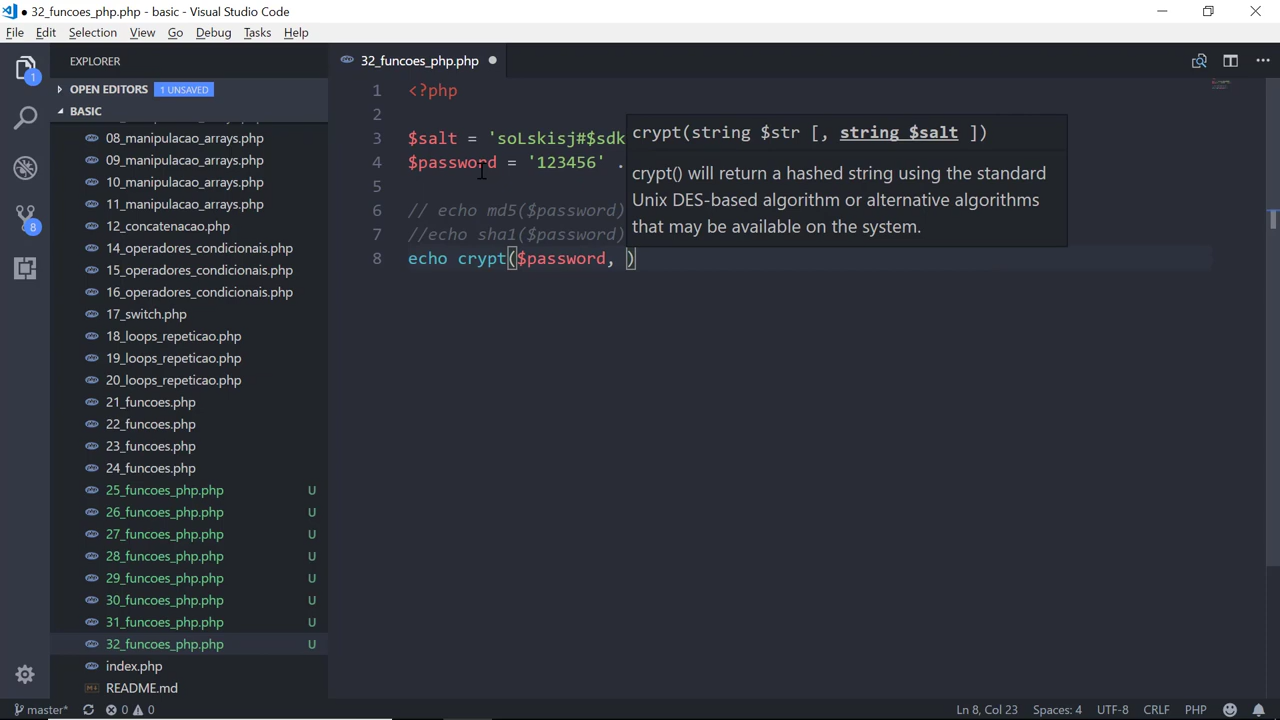 32_funcoes_php.php - basic - Visual Studio Code
File Edit Selection View Go Debug Tasks Help
EXPLORER
32_funcoes_php.php
OPEN EDITORS 1 UNSAVED
BASIC
08_manipulacao_arrays.php
09_manipulacao_arrays.php
10_manipulacao_arrays.php
11_manipulacao_arrays.php
12_concatenacao.php
14_operadores_condicionais.php
15_operadores_condicionais.php
16_operadores_condicionais.php
17_switch.php
18_loops_repeticao.php
19_loops_repeticao.php
20_loops_repeticao.php
21_funcoes.php
22_funcoes.php
23_funcoes.php
24_funcoes.php
25_funcoes_php.php U
26_funcoes_php.php U
27_funcoes_php.php U
28_funcoes_php.php U
29_funcoes_php.php U
30_funcoes_php.php U
31_funcoes_php.php U
32_funcoes_php.php U
index.php
README.md
1
8
1 <?php
2
3 $salt = 'soLskisj#$sdk
4 $password = '123456' .
5
6 // echo md5($password)
7 //echo sha1($password)
8 echo crypt($password, )
crypt(string $str [, string $salt ])
crypt() will return a hashed string using the standard
Unix DES-based algorithm or alternative algorithms
that may be available on the system.
master* 0 0 Ln 8, Col 23 Spaces: 4 UTF-8 CRLF PHP